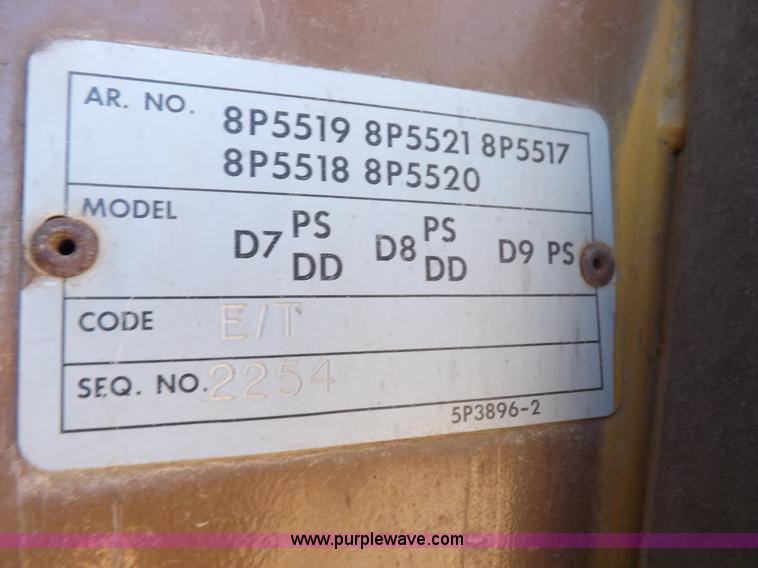 AR. NO. 8P5519 8P5521 8P5517
8P5518 8P5520
MODEL D7 PS DD D8 PS DD D9 PS
CODE E/T
SEQ. NO. 2254
5P3896-2
www.purplewave.com